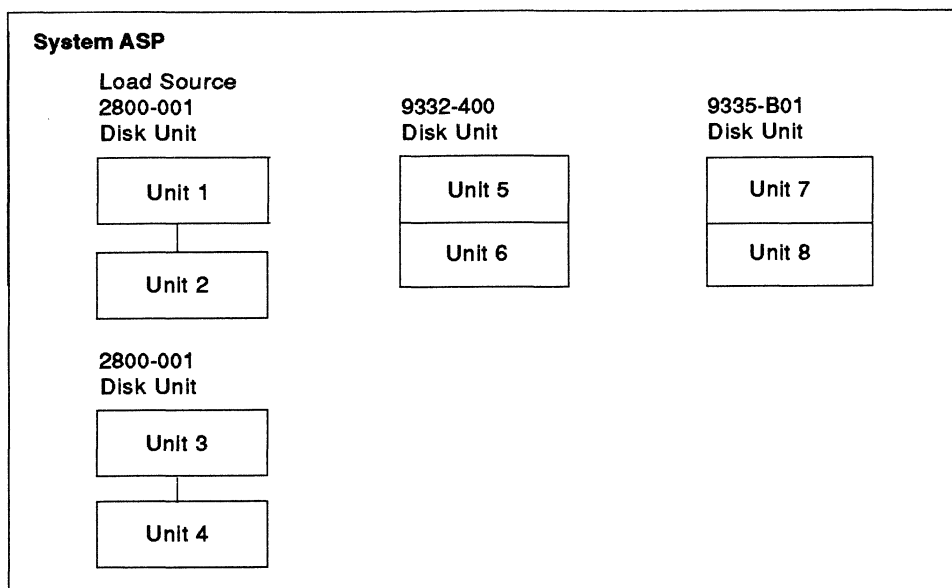 System ASP
Load Source
2800-001
Disk Unit
Unit 1
Unit 2
2800-001
Disk Unit
Unit 3
Unit 4
9332-400
Disk Unit
Unit 5
Unit 6
9335-B01
Disk Unit
Unit 7
Unit 8